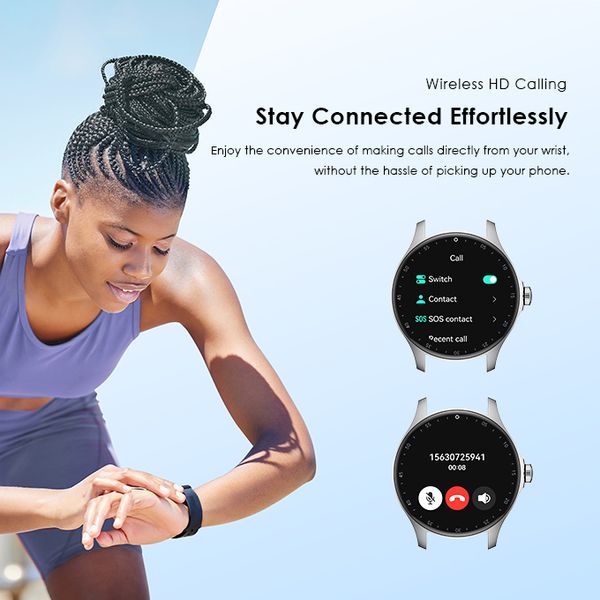 Wireless HD Calling
Stay Connected Effortlessly
Enjoy the convenience of making calls directly from your wrist,
without the hassle of picking up your phone.
Call
Switch
Contact
SOS SOS contact
Recent call
15630725941
00:08